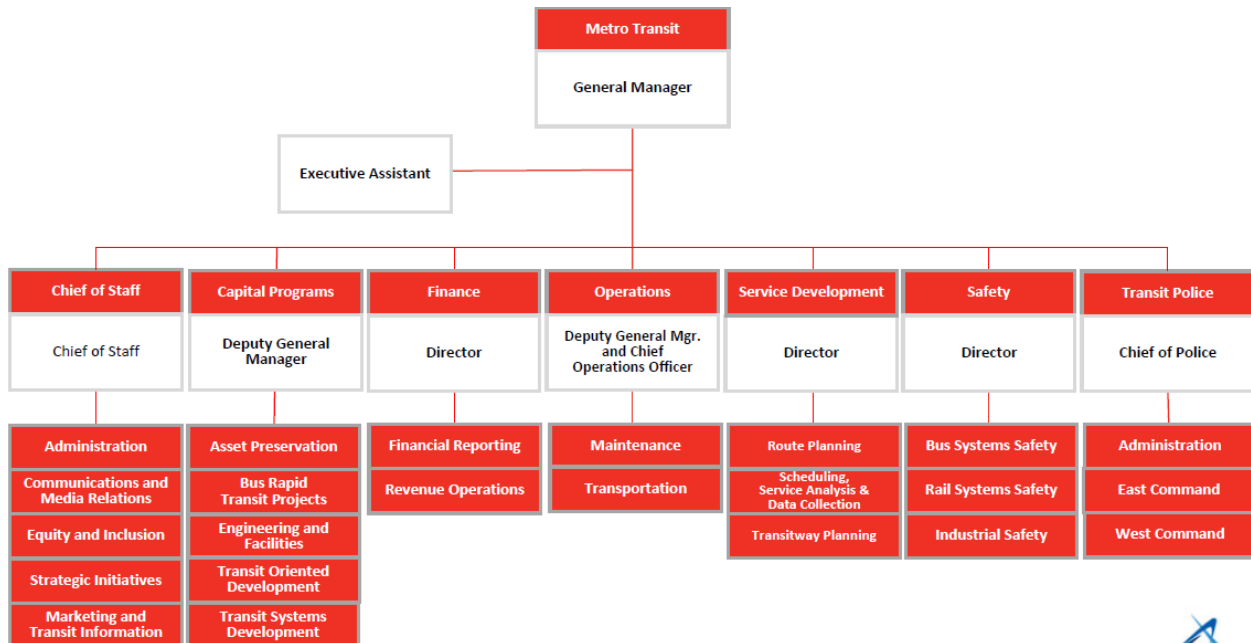 Metro Transit
General Manager
Executive Assistant
Chief of Staff
Chief of Staff
Administration
Communications and
Media Relations
Equity and Inclusion
Strategic Initiatives
Marketing and
Transit Information
Capital Programs
Deputy General
Manager
Asset Preservation
Bus Rapid
Transit Projects
Engineering and
Facilities
Transit Oriented
Development
Transit Systems
Development
Finance
Director
Financial Reporting
Revenue Operations
Operations
Deputy General Mgr.
and Chief
Operations Officer
Maintenance
Transportation
Service Development
Director
Route Planning
Scheduling,
Service Analysis &
Data Collection
Transitway Planning
Safety
Director
Bus Systems Safety
Rail Systems Safety
Industrial Safety
Transit Police
Chief of Police
Administration
East Command
West Command